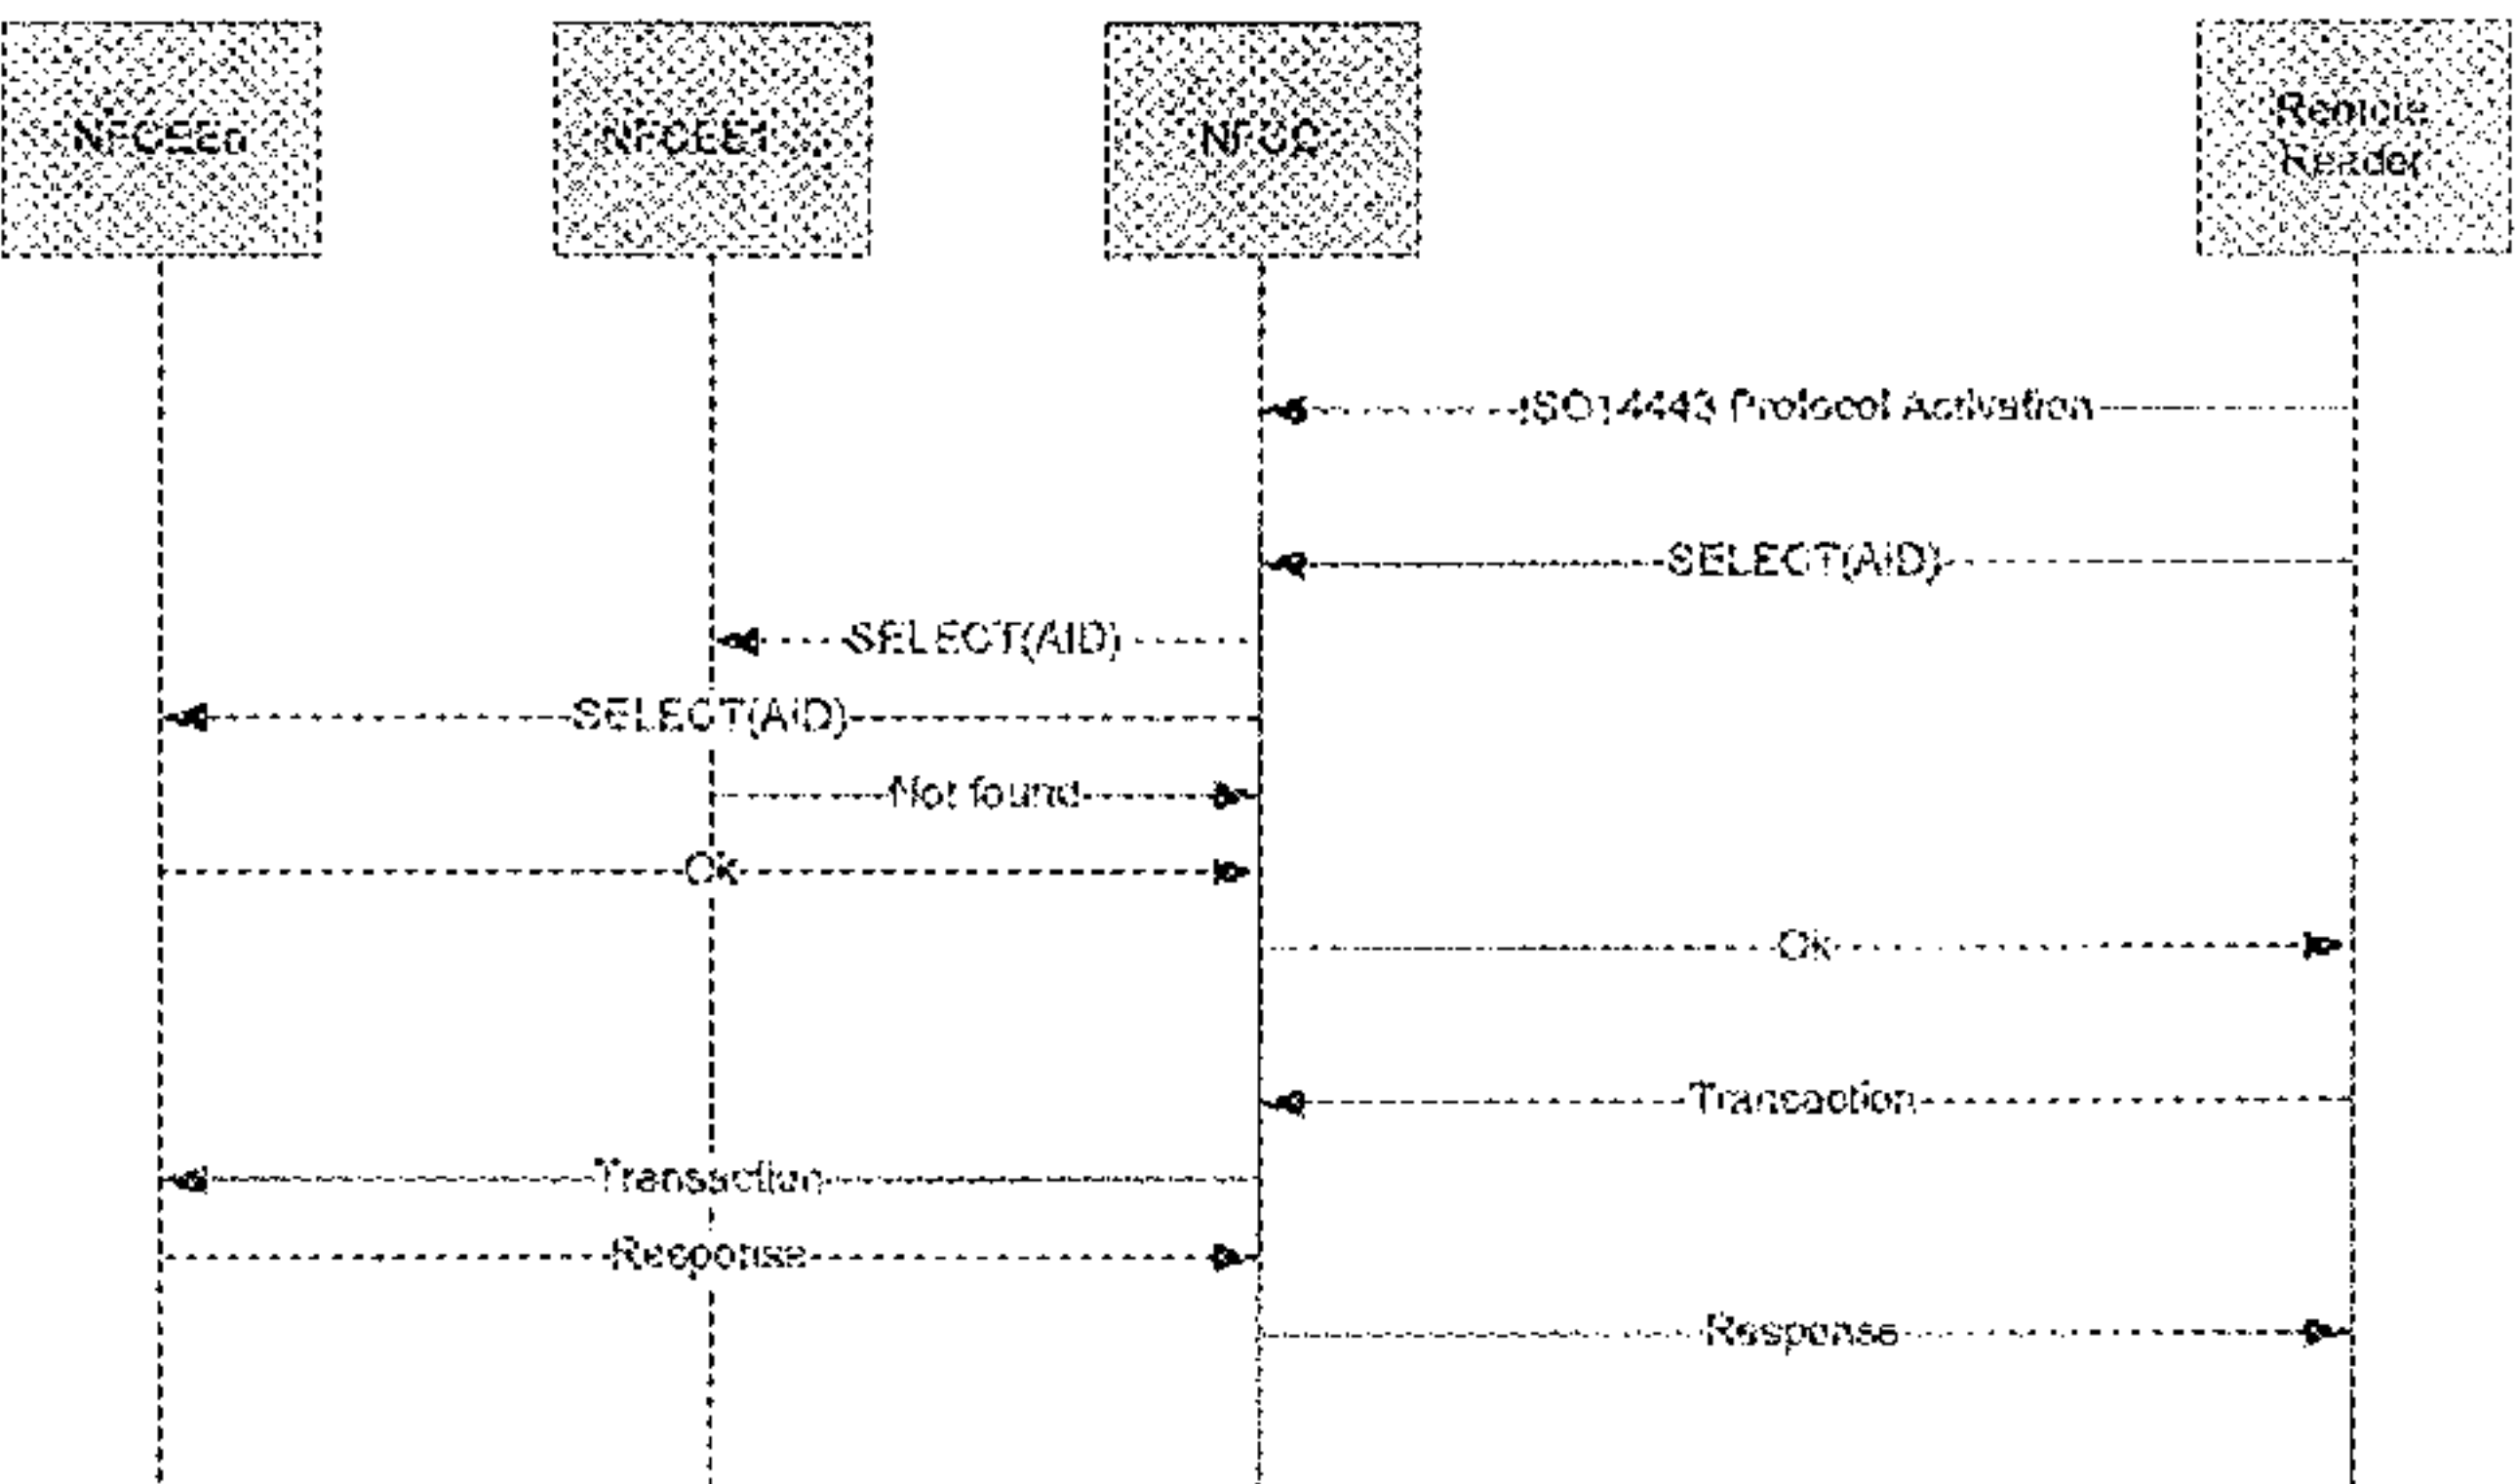 NFCEEn
NFCEE1
NFCC
Remote
Reader
ISO14443 Protocol Activation
SELECT(AID)
SELECT(AID)
SELECT(AID)
Not found
OK
OK
Transaction
Transaction
Response
Response